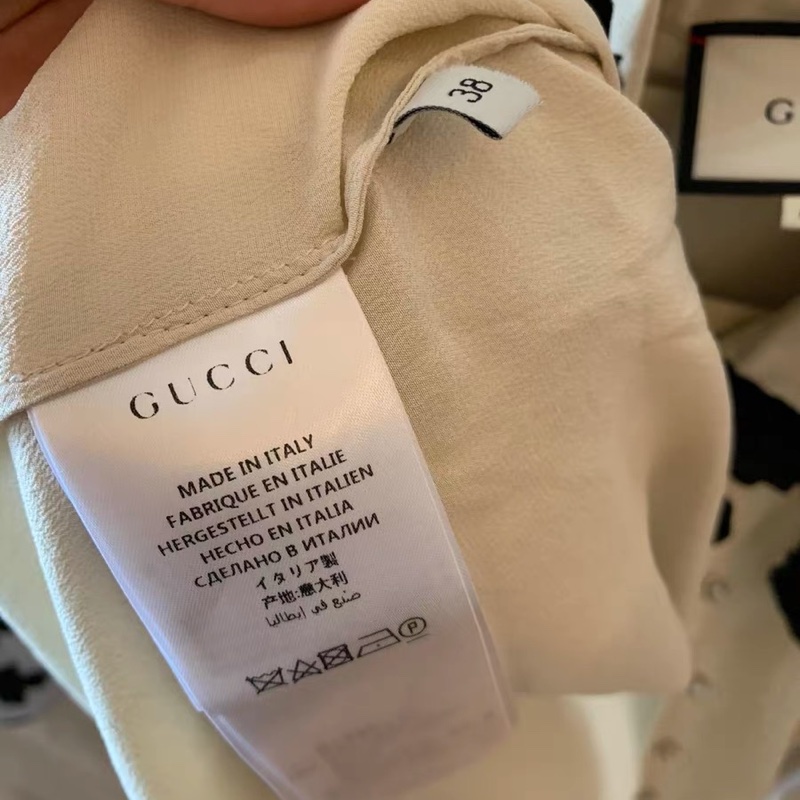 38
G
GUCCI
MADE IN ITALY
FABRIQUE EN ITALIE
HERGESTELLT IN ITALIEN
HECHO EN ITALIA
СДЕЛАНО В ИТАЛИИ
イタリア製
产地:意大利
صنع في إيطاليا
P